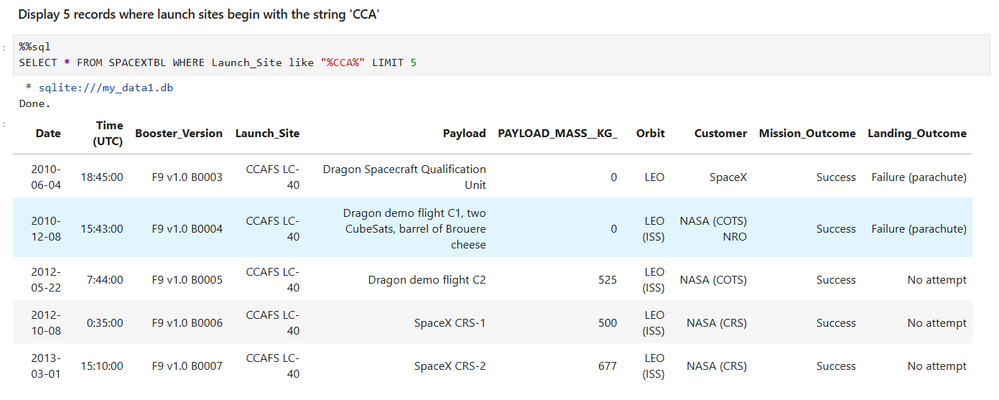 Display 5 records where launch sites begin with the string 'CCA'
:
%%sql
SELECT * FROM SPACEXTBL WHERE Launch_Site like "%CCA%" LIMIT 5
* sqlite:///my_data1.db
Done.
:
Date Time (UTC) Booster_Version Launch_Site Payload PAYLOAD_MASS__KG_ Orbit Customer Mission_Outcome Landing_Outcome
2010-06-04 18:45:00 F9 v1.0 B0003 CCAFS LC-40 Dragon Spacecraft Qualification Unit 0 LEO SpaceX Success Failure (parachute)
2010-12-08 15:43:00 F9 v1.0 B0004 CCAFS LC-40 Dragon demo flight C1, two CubeSats, barrel of Brouere cheese 0 LEO (ISS) NASA (COTS) NRO Success Failure (parachute)
2012-05-22 7:44:00 F9 v1.0 B0005 CCAFS LC-40 Dragon demo flight C2 525 LEO (ISS) NASA (COTS) Success No attempt
2012-10-08 0:35:00 F9 v1.0 B0006 CCAFS LC-40 SpaceX CRS-1 500 LEO (ISS) NASA (CRS) Success No attempt
2013-03-01 15:10:00 F9 v1.0 B0007 CCAFS LC-40 SpaceX CRS-2 677 LEO (ISS) NASA (CRS) Success No attempt